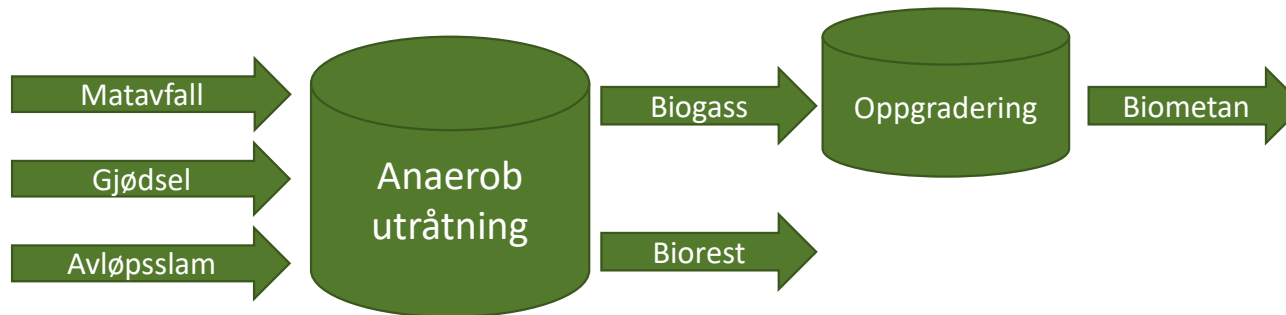 Matavfall
Gjødsel
Avløpsslam
Anaerob
utråtning
Biogass
Biorest
Oppgradering
Biometan